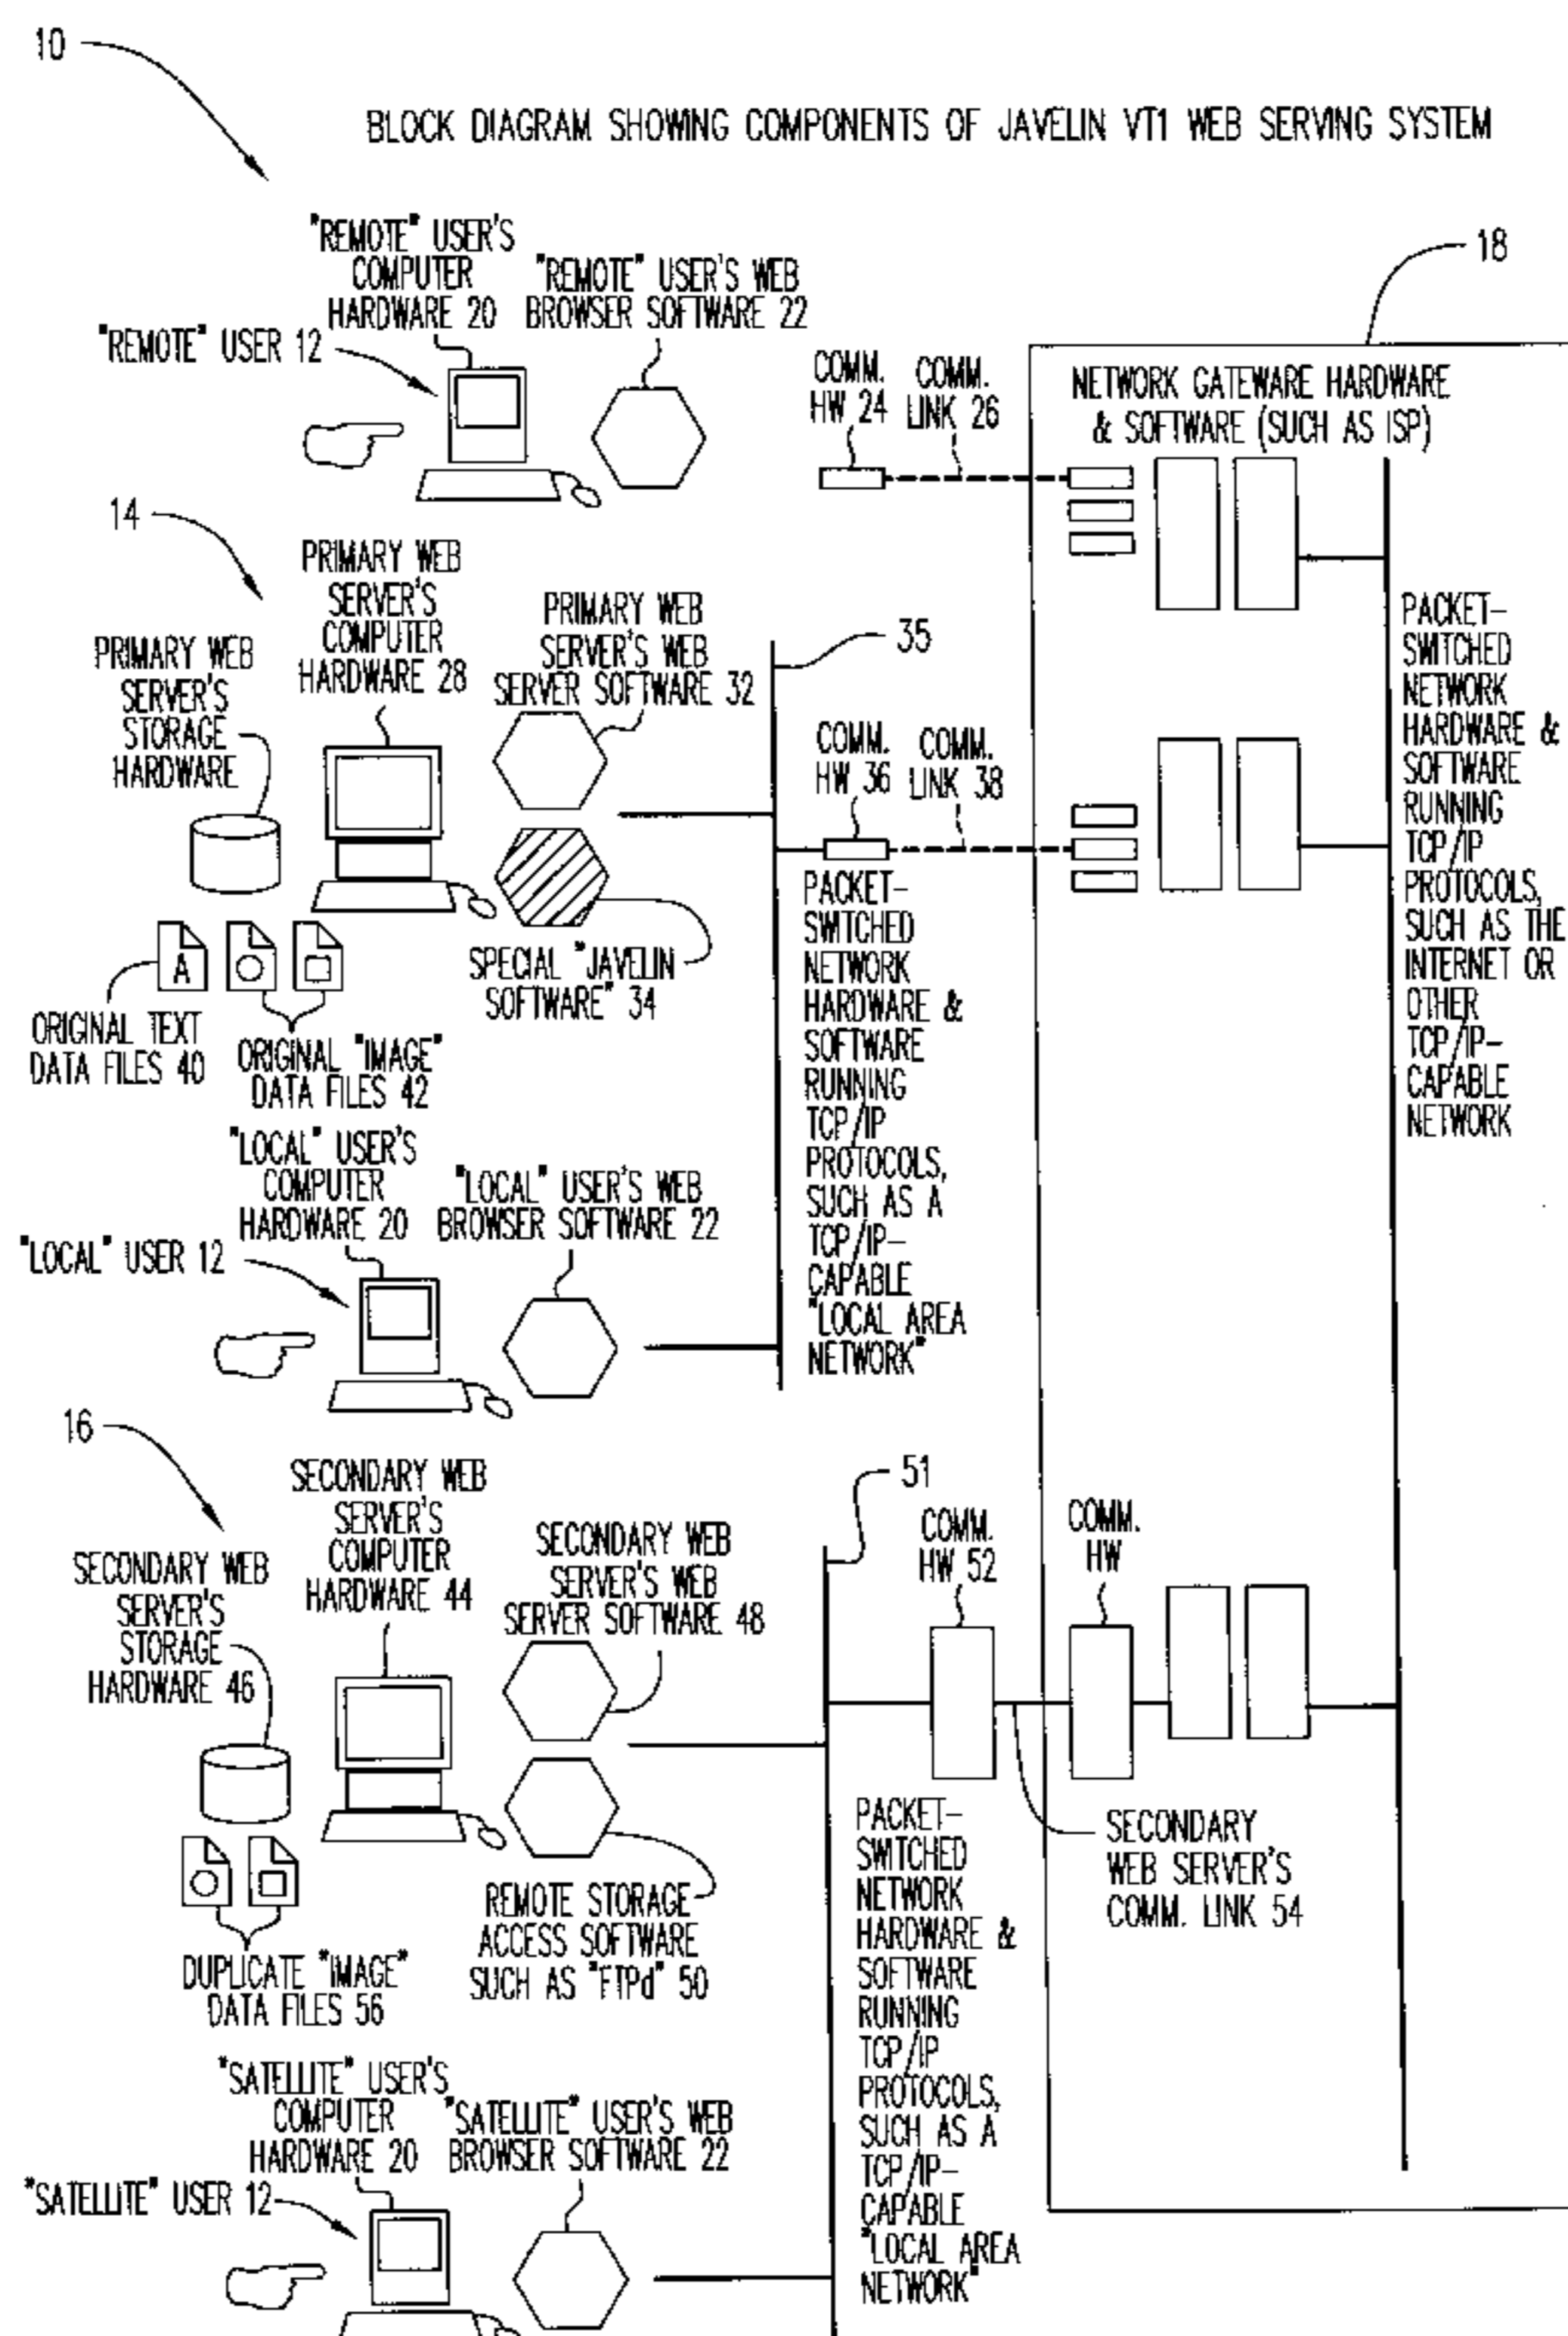 10
BLOCK DIAGRAM SHOWING COMPONENTS OF JAVELIN VT1 WEB SERVING SYSTEM
"REMOTE" USER'S
COMPUTER
HARDWARE 20
"REMOTE" USER'S WEB
BROWSER SOFTWARE 22
"REMOTE" USER 12
COMM.
HW 24
COMM.
LINK 26
18
NETWORK GATEWARE HARDWARE
& SOFTWARE (SUCH AS ISP)
14
PRIMARY WEB
SERVER'S
COMPUTER
HARDWARE 28
PRIMARY WEB
SERVER'S WEB
SERVER SOFTWARE 32
PRIMARY WEB
SERVER'S
STORAGE
HARDWARE
35
COMM.
HW 36
COMM.
LINK 38
PACKET-
SWITCHED
NETWORK
HARDWARE &
SOFTWARE
RUNNING
TCP/IP
PROTOCOLS,
SUCH AS THE
INTERNET OR
OTHER
TCP/IP-
CAPABLE
NETWORK
A
SPECIAL "JAVELIN
SOFTWARE" 34
ORIGINAL TEXT
DATA FILES 40
ORIGINAL "IMAGE"
DATA FILES 42
PACKET-
SWITCHED
NETWORK
HARDWARE &
SOFTWARE
RUNNING
TCP/IP
PROTOCOLS,
SUCH AS A
TCP/IP-
CAPABLE
"LOCAL AREA
NETWORK"
"LOCAL" USER'S
COMPUTER
HARDWARE 20
"LOCAL" USER'S WEB
BROWSER SOFTWARE 22
"LOCAL" USER 12
16
SECONDARY WEB
SERVER'S
COMPUTER
HARDWARE 44
SECONDARY WEB
SERVER'S WEB
SERVER SOFTWARE 48
SECONDARY WEB
SERVER'S
STORAGE
HARDWARE 46
51
COMM.
HW 52
COMM.
HW
SECONDARY
WEB SERVER'S
COMM. LINK 54
REMOTE STORAGE
ACCESS SOFTWARE
SUCH AS "FTPd" 50
DUPLICATE "IMAGE"
DATA FILES 56
PACKET-
SWITCHED
NETWORK
HARDWARE &
SOFTWARE
RUNNING
TCP/IP
PROTOCOLS,
SUCH AS A
TCP/IP-
CAPABLE
"LOCAL AREA
NETWORK"
"SATELLITE" USER'S
COMPUTER
HARDWARE 20
"SATELLITE" USER'S WEB
BROWSER SOFTWARE 22
"SATELLITE" USER 12